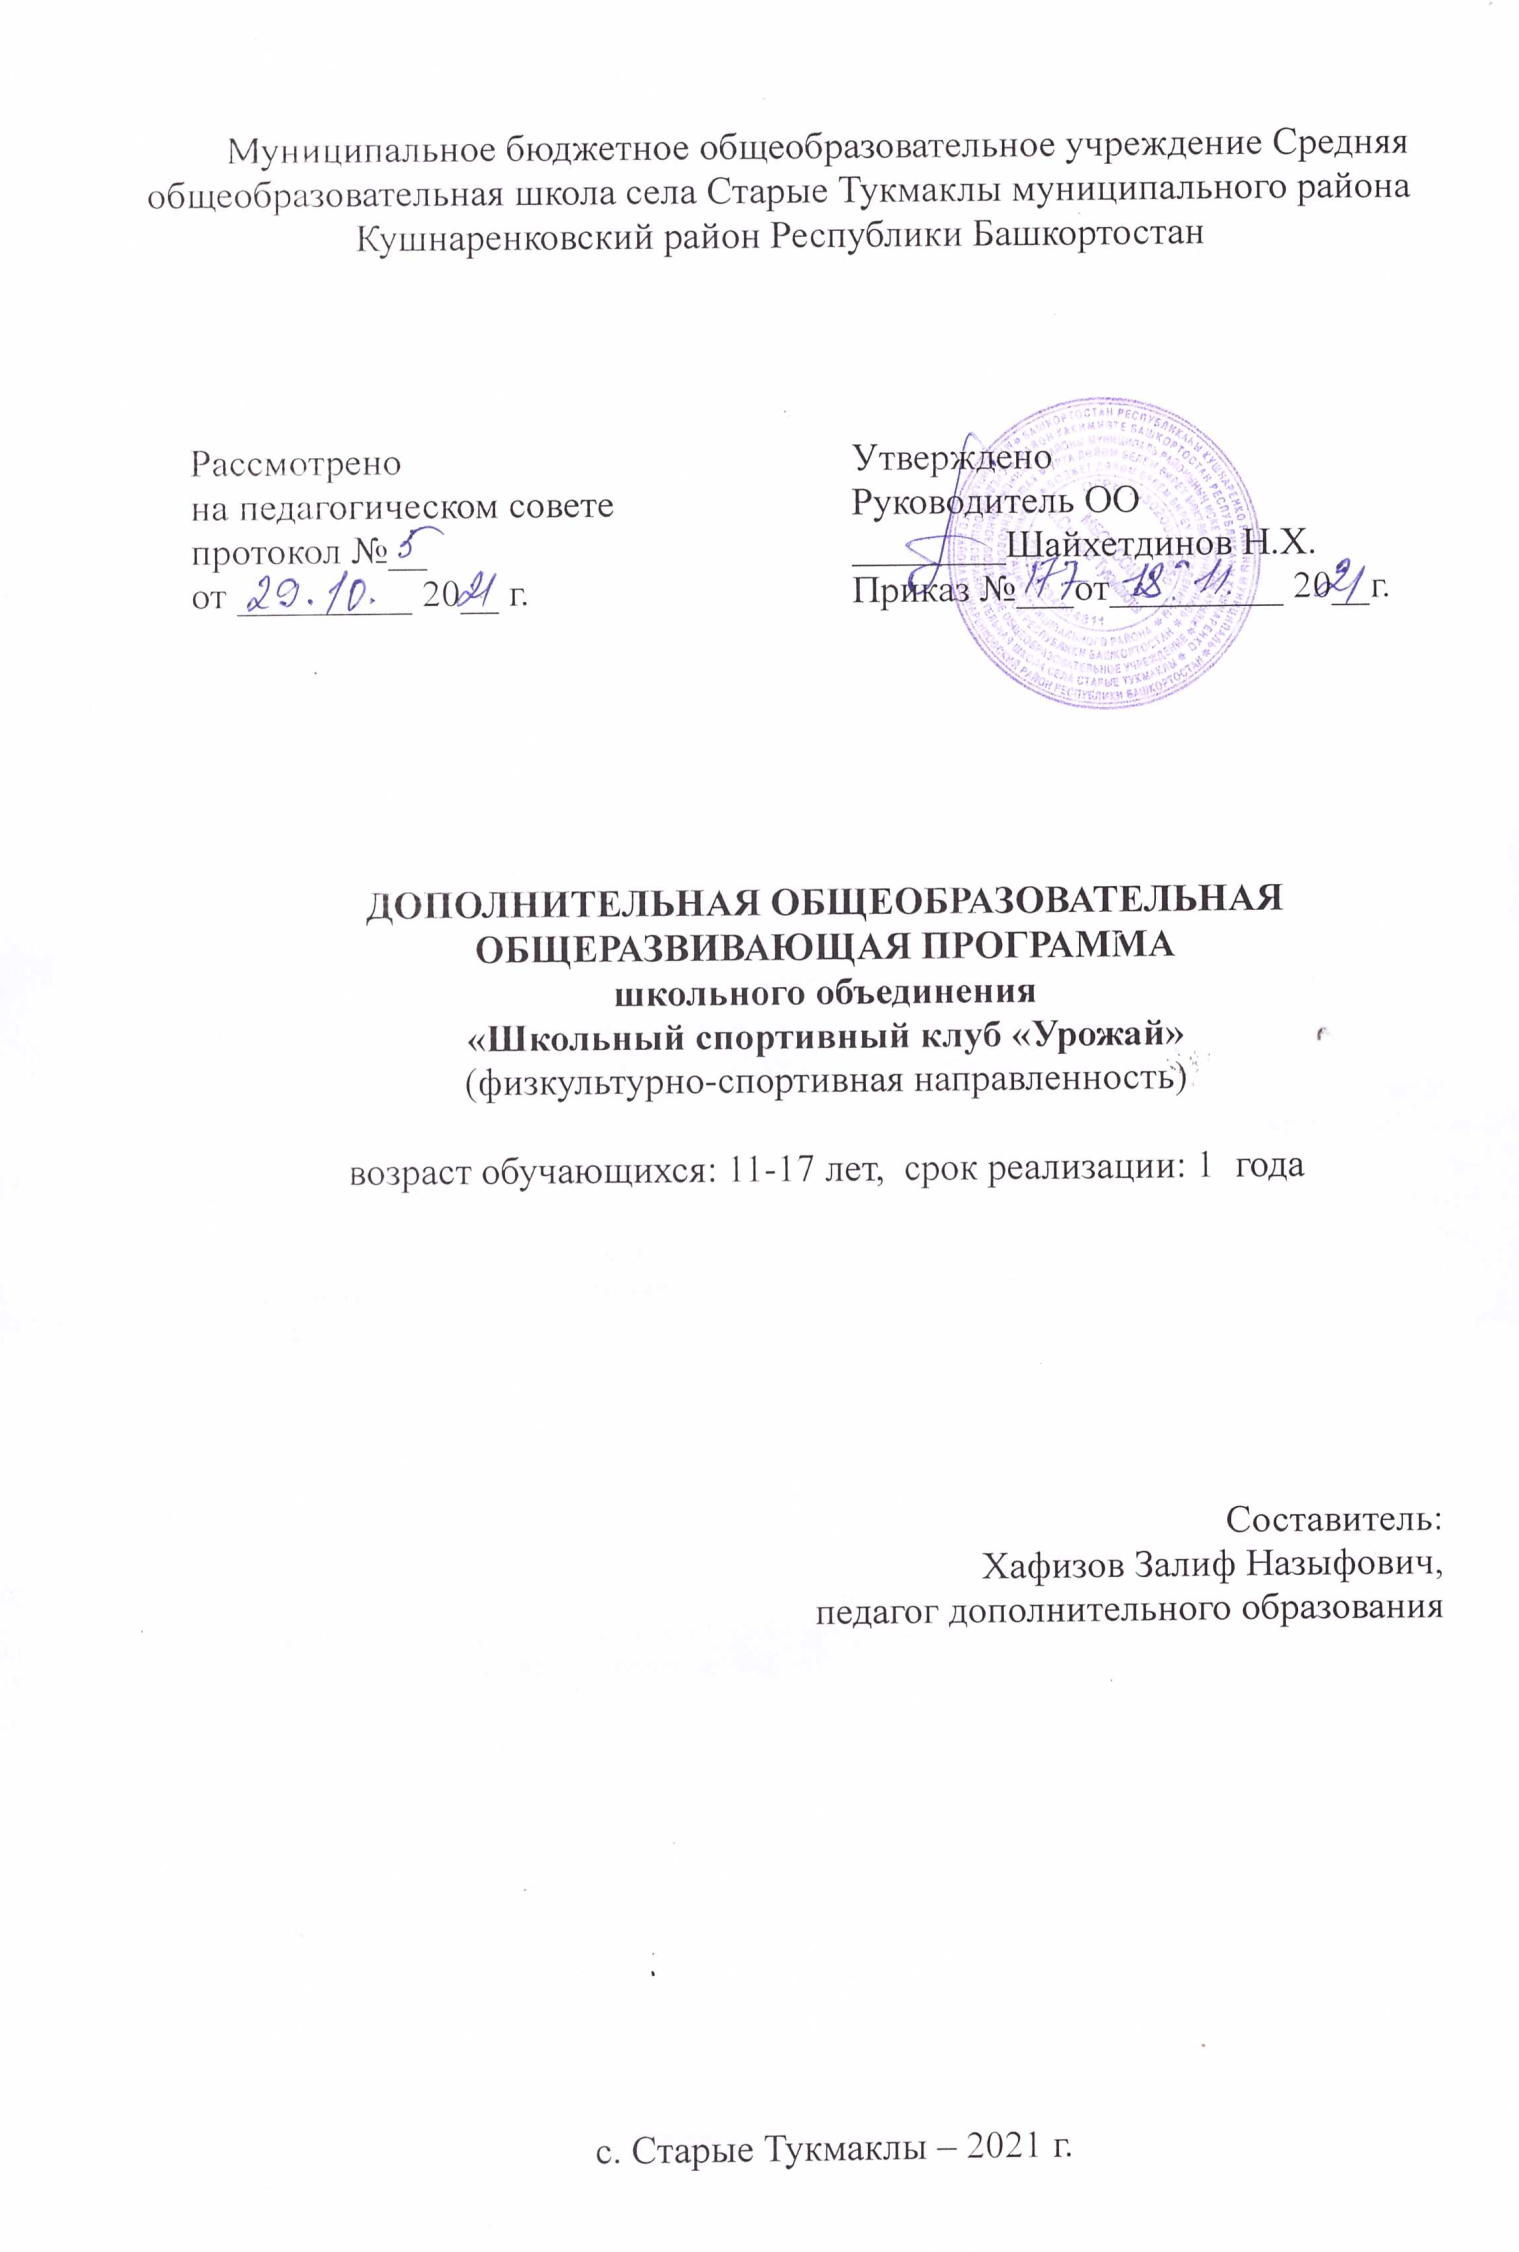 Муниципальное бюджетное общеобразовательное учреждение Средняя
общеобразовательная школа села Старые Тукмаклы муниципального района
Кушнаренковский район Республики Башкортостан
Рассмотрено
на педагогическом совете
протокол № 5
от 29.10. 2021 г.
Утверждено
Руководитель ОО
Шайхетдинов Н.Х.
Приказ № 177 от 18. 11. 2021 г.
ДОПОЛНИТЕЛЬНАЯ ОБЩЕОБРАЗОВАТЕЛЬНАЯ
ОБЩЕРАЗВИВАЮЩАЯ ПРОГРАММА
школьного объединения
«Школьный спортивный клуб «Урожай»
(физкультурно-спортивная направленность)
возраст обучающихся: 11-17 лет, срок реализации: 1 года
Составитель:
Хафизов Залиф Назыфович,
педагог дополнительного образования
с. Старые Тукмаклы – 2021 г.